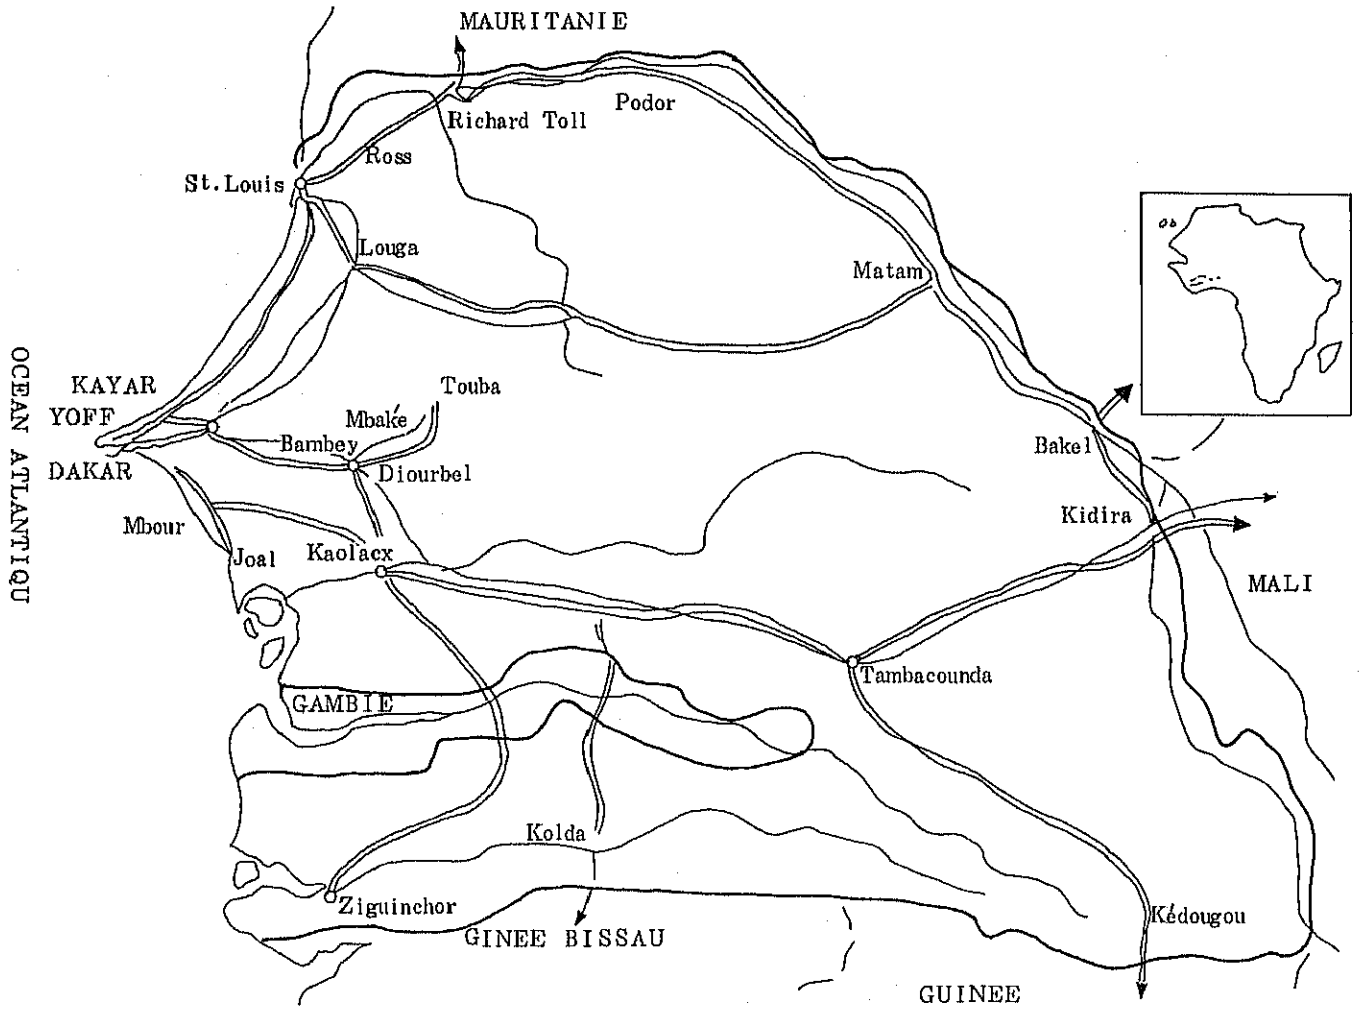 MAURITANIE
Podor
Richard Toll
Ross
St.Louis
Louga
Matam
OCEAN ATLANTIQU
KAYAR
Touba
YOFF
Mbaké
Bambey
Bakel
DAKAR
Diourbel
Mbour
Kidira
Joal
Kaolacx
MALI
Tambacounda
GAMBIE
Kolda
Ziguinchor
Kédougou
GINEE BISSAU
GUINEE